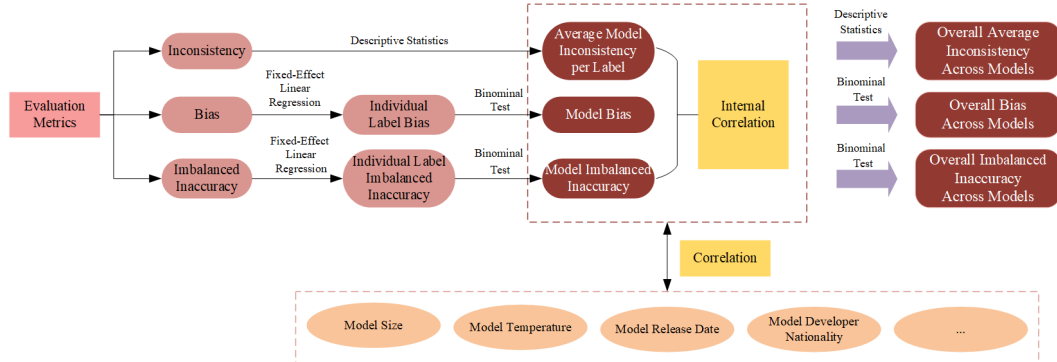 Evaluation
Metrics
Inconsistency
Descriptive Statistics
Average Model
Inconsistency
per Label
Bias
Fixed-Effect
Linear
Regression
Individual
Label Bias
Binominal
Test
Model Bias
Imbalanced
Inaccuracy
Fixed-Effect
Linear
Regression
Individual Label
Imbalanced
Inaccuracy
Binominal
Test
Model Imbalanced
Inaccuracy
Internal
Correlation
Descriptive
Statistics
Overall Average
Inconsistency
Across Models
Binominal
Test
Overall Bias
Across Models
Binominal
Test
Overall Imbalanced
Inaccuracy
Across Models
Correlation
Model Size
Model Temperature
Model Release Date
Model Developer
Nationality
...